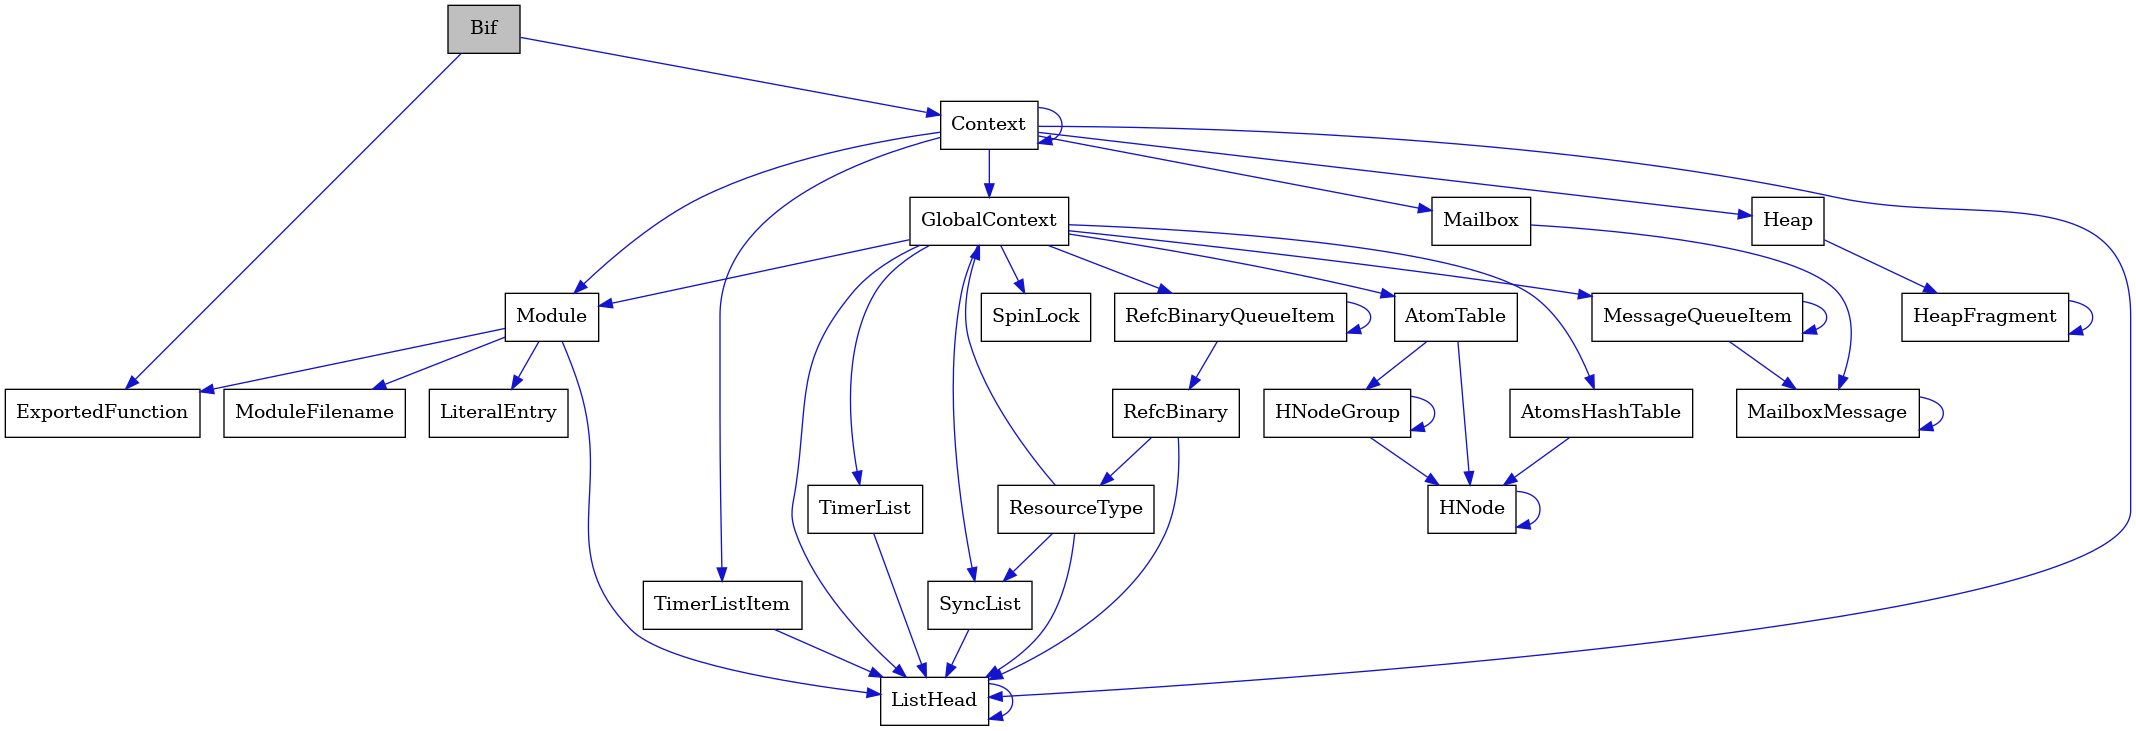 Bif
Context
GlobalContext
Mailbox
Heap
Module
SpinLock
RefcBinaryQueueItem
AtomTable
MessageQueueItem
HeapFragment
ExportedFunction
ModuleFilename
LiteralEntry
RefcBinary
HNodeGroup
AtomsHashTable
MailboxMessage
TimerList
ResourceType
HNode
TimerListItem
SyncList
ListHead